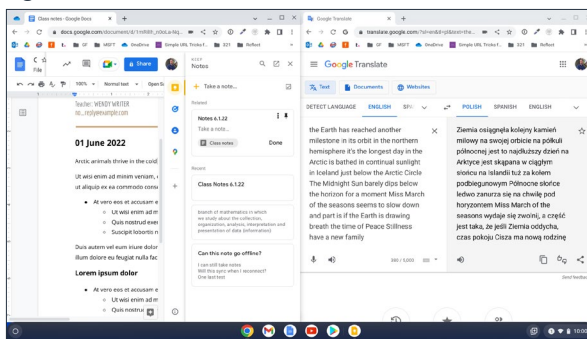 Class notes - Google Docs
Google Translate
docs.google.com/document/d/1mR8f_n0oLa-Nq...
translate.google.com/?sl=en&tl=pl&text=the...
GF
MSFT
OneDrive
Simple URL Tricks f...
321
ReRoot
GF
MSFT
OneDrive
Simple URL Tricks f...
321
ReRoot
File
Share
100%
Normal text
Open S
Teacher: WENDY WRITER
no_reply@example.com
01 June 2022
Arctic animals thrive in the cold
Ut wisi enim ad minim veniam,
ut aliquip ex ea commodo conse
At vero eos et accusam e
Ut wisi enim ad m
Quis nostrud exer
Suscipit lobortis n
Duis autem vel eum iriure dolor
illum dolore eu feugiat nulla fac
Lorem ipsum dolor
At vero eos et accusam e
Ut wisi enim ad m
Quis nostru
KEEP
Notes
Take a note...
Related
Notes 6.1.22
Take a note...
Class notes
Done
Recent
Class Notes 6.1.22
branch of mathematics in which
we study about the collection,
organization, analysis, interpretation and
presentation of data (information)
Can this note go offline?
I can still take notes
Will this sync when I reconnect?
One last test
Google Translate
Text
Documents
Websites
DETECT LANGUAGE
ENGLISH
SPA
POLISH
SPANISH
ENGLISH
the Earth has reached another
milestone in its orbit in the northern
hemisphere it's the longest day in the
Arctic is bathed in continual sunlight
in Iceland just below the Arctic Circle
The Midnight Sun barely dips below
the horizon for a moment Miss March
of the seasons seems to slow down
and part is if the Earth is drawing
breath the time of Peace Stillness
have a new family
Ziemia osiągnęła kolejny kamień
milowy na swojej orbicie na półkuli
północnej jest to najdłuższy dzień na
Arktyce jest skąpana w ciągłym
słońcu na Islandii tuż za kołem
podbiegunowym Północne słońce
ledwo zanurza się na chwilę pod
horyzontem Miss March of the
seasons wydaje się zwolnij, a część
jest taka, że jeśli Ziemia oddycha,
czas pokoju Cisza ma nową rodzinę
380 / 5,000
Send feedback
10:00